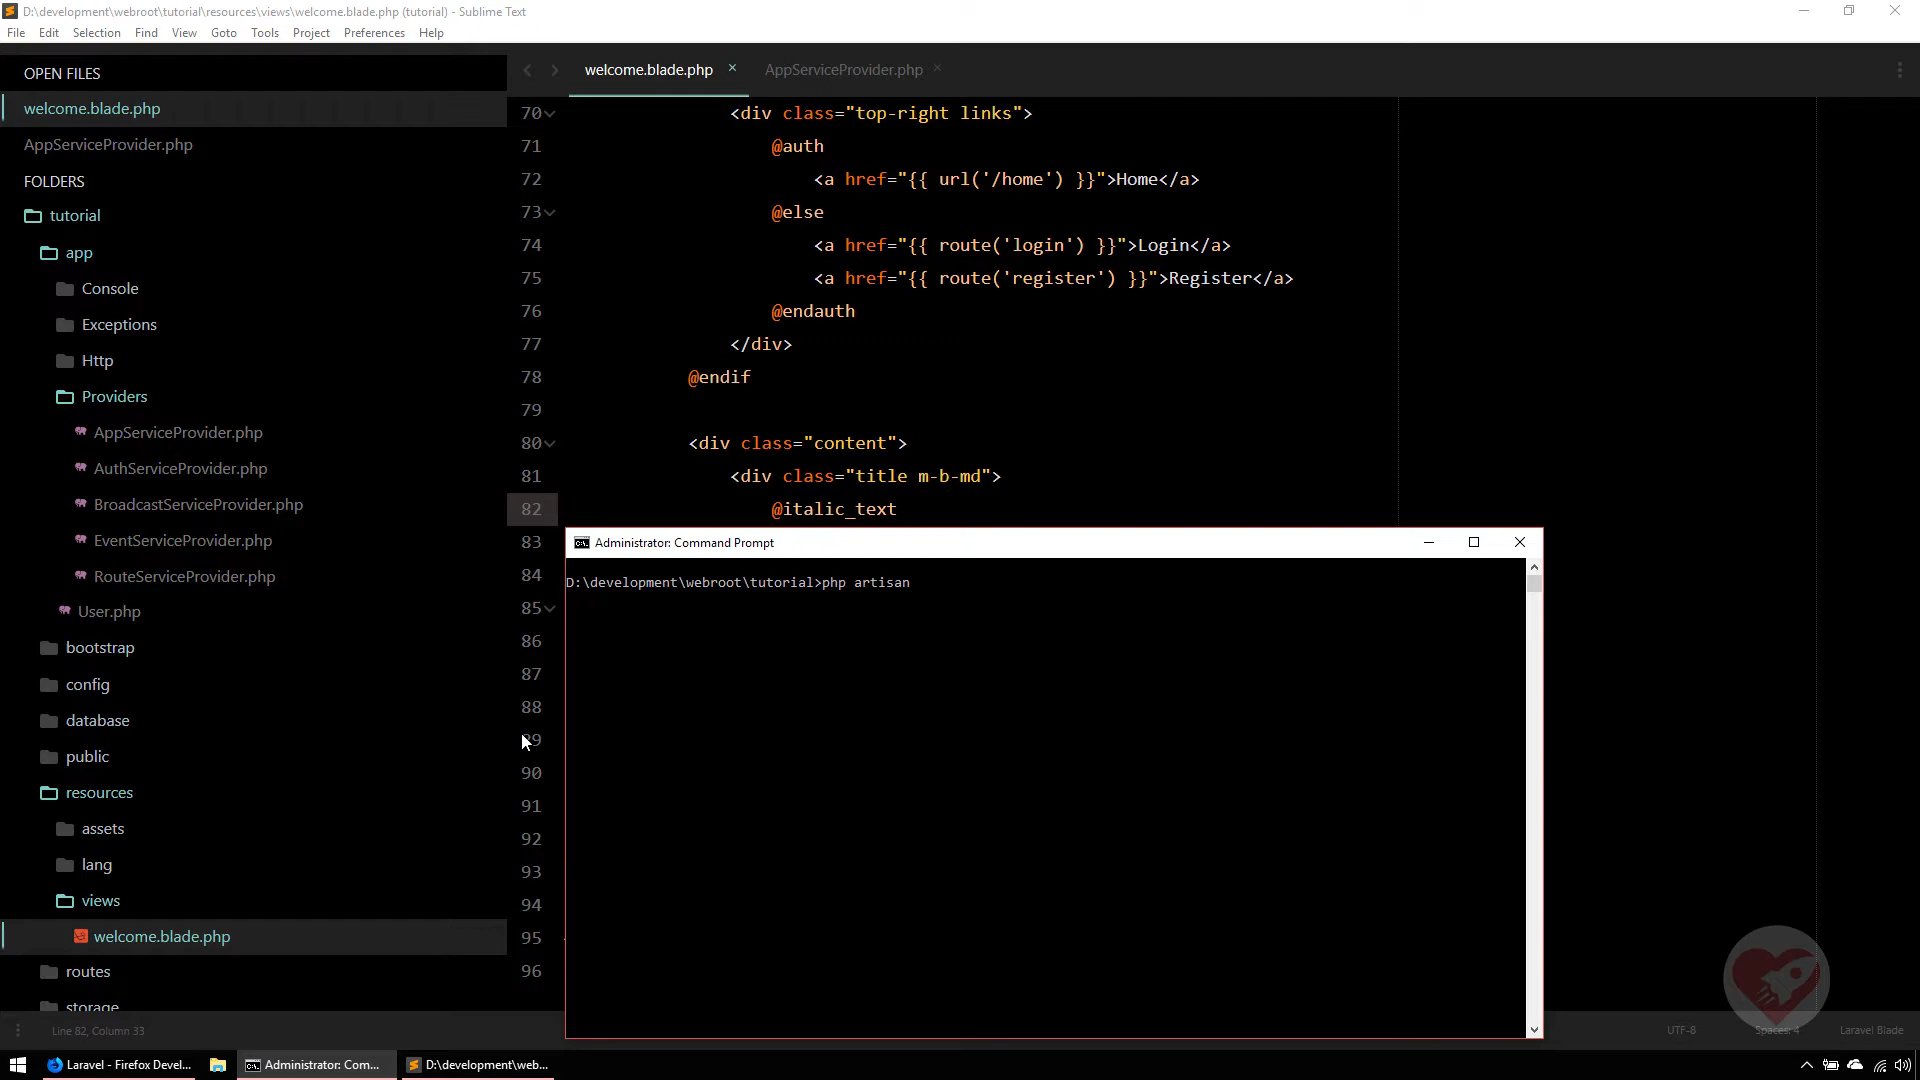 D:\development\webroot\tutorial\resources\views\welcome.blade.php (tutorial) - Sublime Text
File Edit Selection Find View Goto Tools Project Preferences Help
OPEN FILES
welcome.blade.php
AppServiceProvider.php
FOLDERS
tutorial
app
Console
Exceptions
Http
Providers
AppServiceProvider.php
AuthServiceProvider.php
BroadcastServiceProvider.php
EventServiceProvider.php
RouteServiceProvider.php
User.php
bootstrap
config
database
public
resources
assets
lang
views
welcome.blade.php
routes
storage
welcome.blade.php AppServiceProvider.php
70 <div class="top-right links">
71 @auth
72 <a href="{{ url('/home') }}">Home</a>
73 @else
74 <a href="{{ route('login') }}">Login</a>
75 <a href="{{ route('register') }}">Register</a>
76 @endauth
77 </div>
78 @endif
79
80 <div class="content">
81 <div class="title m-b-md">
82 @italic_text
83
84
85
86
87
88
89
90
91
92
93
94
95
96
Administrator: Command Prompt
D:\development\webroot\tutorial>php artisan
Line 82, Column 33
UTF-8 Spaces: 4 Laravel Blade
Laravel - Firefox Devel... Administrator: Com... D:\development\web...